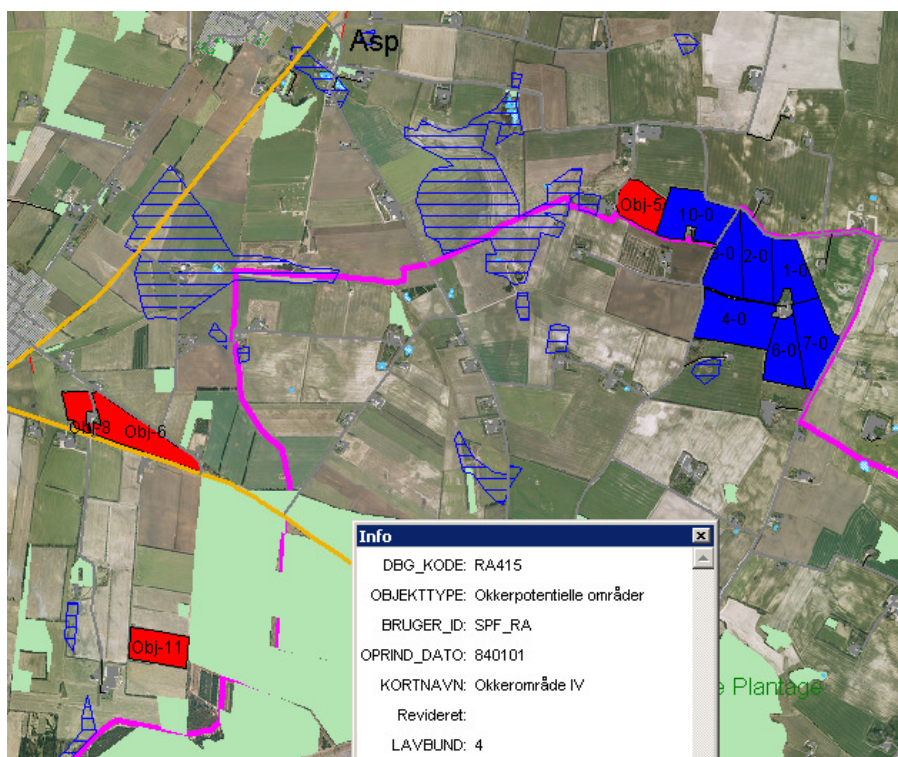 Asp
Obj-5
10-0
3-0
2-0
1-0
4-0
6-0
7-0
Obj-8
Obj-6
Obj-11
Info
DBG_KODE: RA415
OBJEKTTYPE: Okkerpotentielle områder
BRUGER_ID: SPF_RA
OPRIND_DATO: 840101
KORTNAVN: Okkerområde IV
Revideret:
LAVBUND: 4
e Plantage